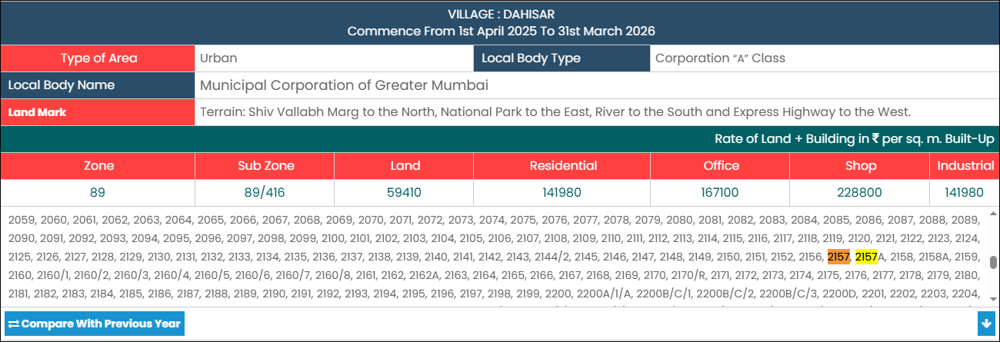 VILLAGE : DAHISAR
Commence From 1st April 2025 To 31st March 2026
Type of Area Urban Local Body Type Corporation “A” Class
Local Body Name Municipal Corporation of Greater Mumbai
Land Mark Terrain: Shiv Vallabh Marg to the North, National Park to the East, River to the South and Express Highway to the West.
Rate of Land + Building in ₹ per sq. m. Built-Up
Zone Sub Zone Land Residential Office Shop Industrial
89 89/416 59410 141980 167100 228800 141980
2059, 2060, 2061, 2062, 2063, 2064, 2065, 2066, 2067, 2068, 2069, 2070, 2071, 2072, 2073, 2074, 2075, 2076, 2077, 2078, 2079, 2080, 2081, 2082, 2083, 2084, 2085, 2086, 2087, 2088, 2089,
2090, 2091, 2092, 2093, 2094, 2095, 2096, 2097, 2098, 2099, 2100, 2101, 2102, 2103, 2104, 2105, 2106, 2107, 2108, 2109, 2110, 2111, 2112, 2113, 2114, 2115, 2116, 2117, 2118, 2119, 2120, 2121, 2122, 2123, 2124,
2125, 2126, 2127, 2128, 2129, 2130, 2131, 2132, 2133, 2134, 2135, 2136, 2137, 2138, 2139, 2140, 2141, 2142, 2143, 2144/2, 2145, 2146, 2147, 2148, 2149, 2150, 2151, 2152, 2156, 2157, 2157A, 2158, 2158A, 2159,
2160, 2160/1, 2160/2, 2160/3, 2160/4, 2160/5, 2160/6, 2160/7, 2160/8, 2161, 2162, 2162A, 2163, 2164, 2165, 2166, 2167, 2168, 2169, 2170, 2170/R, 2171, 2172, 2173, 2174, 2175, 2176, 2177, 2178, 2179, 2180,
2181, 2182, 2183, 2184, 2185, 2186, 2187, 2188, 2189, 2190, 2191, 2192, 2193, 2194, 2195, 2196, 2197, 2198, 2199, 2200, 2200A/1/A, 2200B/C/1, 2200B/C/2, 2200B/C/3, 2200D, 2201, 2202, 2203, 2204,
Compare With Previous Year